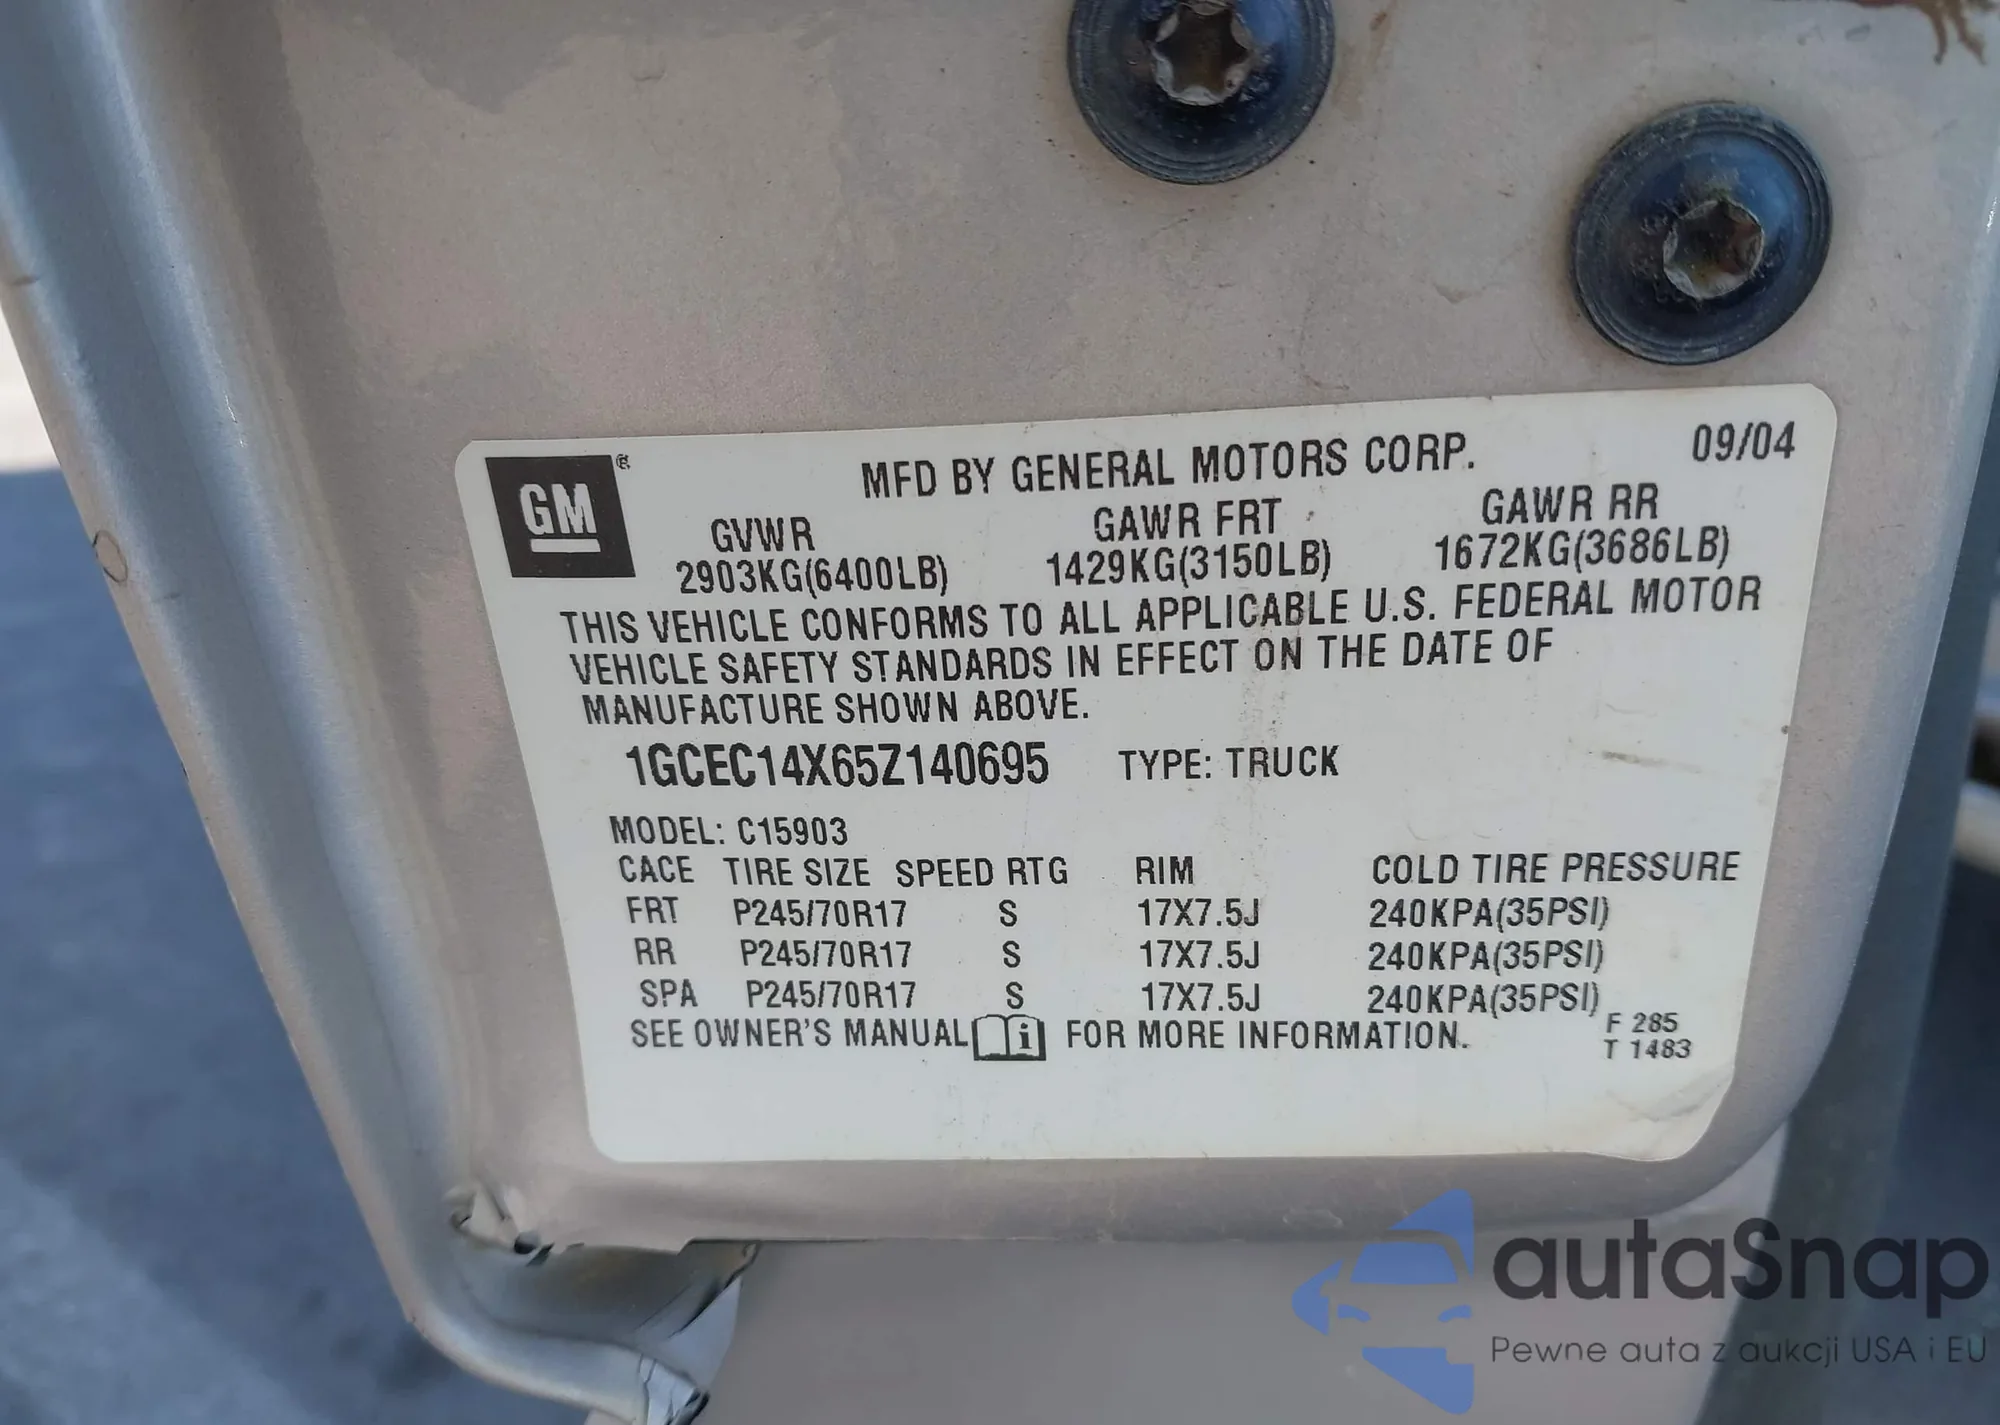 GM ®
MFD BY GENERAL MOTORS CORP. 09/04
GVWR GAWR FRT GAWR RR
2903KG(6400LB) 1429KG(3150LB) 1672KG(3686LB)
THIS VEHICLE CONFORMS TO ALL APPLICABLE U.S. FEDERAL MOTOR
VEHICLE SAFETY STANDARDS IN EFFECT ON THE DATE OF
MANUFACTURE SHOWN ABOVE.
1GCEC14X65Z140695 TYPE: TRUCK
MODEL: C15903
CACE TIRE SIZE SPEED RTG RIM COLD TIRE PRESSURE
FRT P245/70R17 S 17X7.5J 240KPA(35PSI)
RR P245/70R17 S 17X7.5J 240KPA(35PSI)
SPA P245/70R17 S 17X7.5J 240KPA(35PSI)
SEE OWNER'S MANUAL i FOR MORE INFORMATION.
F 285
T 1483
autaSnap
Pewne auta z aukcji USA i EU